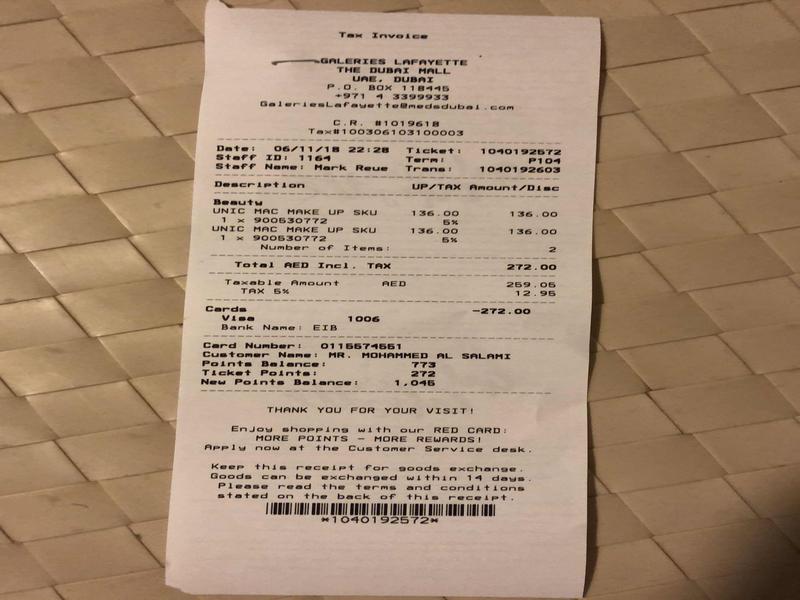 Tax Invoice
GALERIES LAFAYETTE
THE DUBAI MALL
UAE, DUBAI
P.O. BOX 118445
+971 4 3399933
GaleriesLafayette@medsdubai.com
C.R. #1019618
Tax#100306103100003
Date: 06/11/18 22:28 Ticket: 1040192572
Staff ID: 1164 Term: P104
Staff Name: Mark Reue Trans: 1040192603
Description UP/TAX Amount/Disc
Beauty
UNIC MAC MAKE UP SKU 136.00 136.00
1 x 900530772 5%
UNIC MAC MAKE UP SKU 136.00 136.00
1 x 900530772 5%
Number of Items: 2
Total AED Incl. TAX 272.00
Taxable Amount AED 259.05
TAX 5% 12.95
Cards -272.00
Visa 1006
Bank Name: EIB
Card Number: 0115574551
Customer Name: MR. MOHAMMED AL SALAMI
Points Balance: 773
Ticket Points: 272
New Points Balance: 1,045
THANK YOU FOR YOUR VISIT!
Enjoy shopping with our RED CARD:
MORE POINTS - MORE REWARDS!
Apply now at the Customer Service desk.
Keep this receipt for goods exchange.
Goods can be exchanged within 14 days.
Please read the terms and conditions
stated on the back of this receipt.
*1040192572*